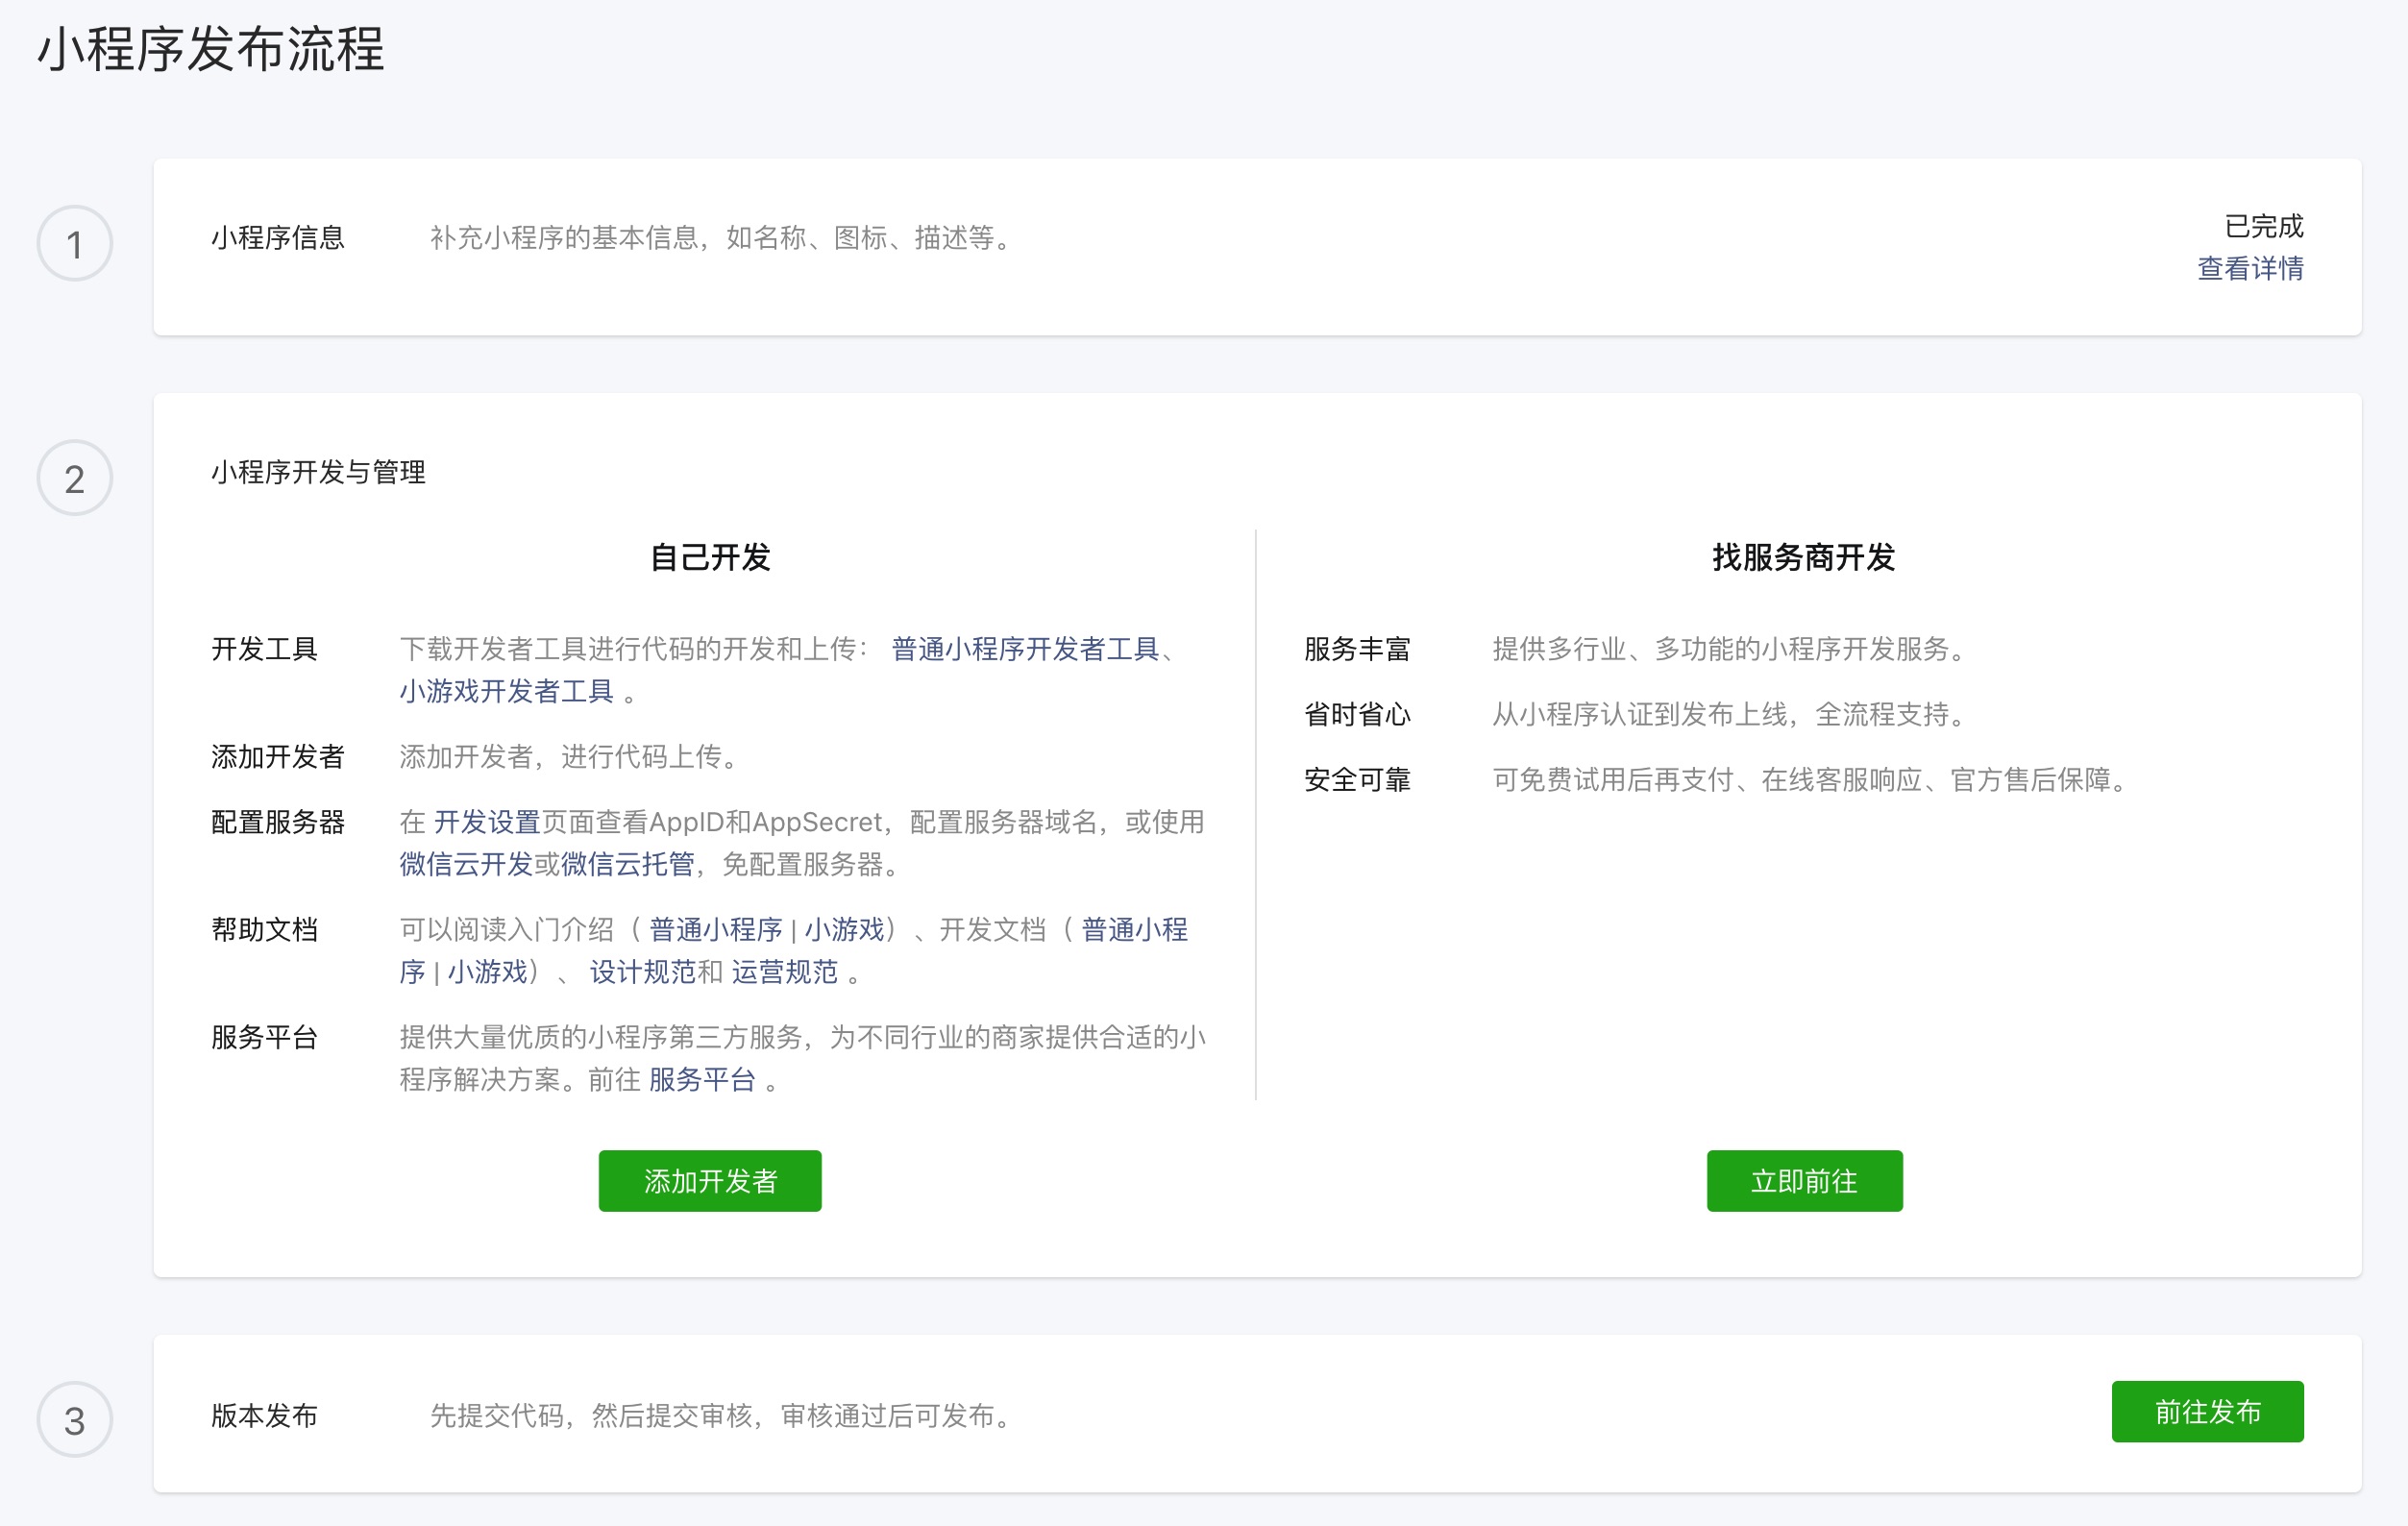 小程序发布流程
1
小程序信息
补充小程序的基本信息，如名称、图标、描述等。
已完成
查看详情
2
小程序开发与管理
自己开发
开发工具
下载开发者工具进行代码的开发和上传： 普通小程序开发者工具、
小游戏开发者工具 。
添加开发者
添加开发者，进行代码上传。
配置服务器
在 开发设置页面查看AppID和AppSecret，配置服务器域名，或使用
微信云开发或微信云托管，免配置服务器。
帮助文档
可以阅读入门介绍（ 普通小程序 | 小游戏）、开发文档（ 普通小程
序 | 小游戏）、 设计规范和 运营规范 。
服务平台
提供大量优质的小程序第三方服务，为不同行业的商家提供合适的小
程序解决方案。前往 服务平台 。
添加开发者
找服务商开发
服务丰富
提供多行业、多功能的小程序开发服务。
省时省心
从小程序认证到发布上线，全流程支持。
安全可靠
可免费试用后再支付、在线客服响应、官方售后保障。
立即前往
3
版本发布
先提交代码，然后提交审核，审核通过后可发布。
前往发布